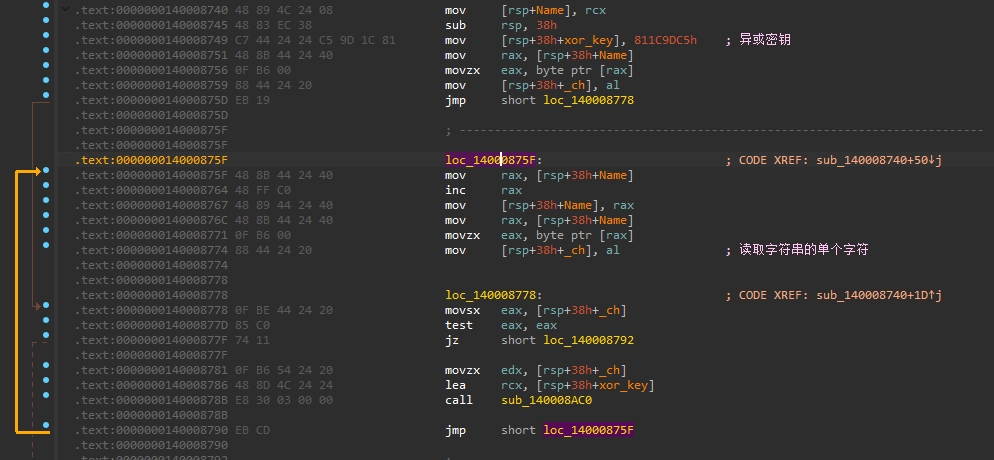 .text:0000000140008740 48 89 4C 24 08 mov [rsp+Name], rcx
.text:0000000140008745 48 83 EC 38 sub rsp, 38h
.text:0000000140008749 C7 44 24 24 C5 9D 1C 81 mov [rsp+38h+xor_key], 811C9DC5h ; 异或密钥
.text:0000000140008751 48 8B 44 24 40 mov rax, [rsp+38h+Name]
.text:0000000140008756 0F B6 00 movzx eax, byte ptr [rax]
.text:0000000140008759 88 44 24 20 mov [rsp+38h+_ch], al
.text:000000014000875D EB 19 jmp short loc_140008778
.text:000000014000875D
.text:000000014000875F ; ---------------------------------------------------------------------------
.text:000000014000875F
.text:000000014000875F loc_14000875F: ; CODE XREF: sub_140008740+50↓j
.text:000000014000875F 48 8B 44 24 40 mov rax, [rsp+38h+Name]
.text:0000000140008764 48 FF C0 inc rax
.text:0000000140008767 48 89 44 24 40 mov [rsp+38h+Name], rax
.text:000000014000876C 48 8B 44 24 40 mov rax, [rsp+38h+Name]
.text:0000000140008771 0F B6 00 movzx eax, byte ptr [rax]
.text:0000000140008774 88 44 24 20 mov [rsp+38h+_ch], al ; 读取字符串的单个字符
.text:0000000140008774
.text:0000000140008778
.text:0000000140008778 loc_140008778: ; CODE XREF: sub_140008740+1D↑j
.text:0000000140008778 0F BE 44 24 20 movsx eax, [rsp+38h+_ch]
.text:000000014000877D 85 C0 test eax, eax
.text:000000014000877F 74 11 jz short loc_140008792
.text:000000014000877F
.text:0000000140008781 0F B6 54 24 20 movzx edx, [rsp+38h+_ch]
.text:0000000140008786 48 8D 4C 24 24 lea rcx, [rsp+38h+xor_key]
.text:000000014000878B E8 30 03 00 00 call sub_140008AC0
.text:000000014000878B
.text:0000000140008790 EB CD jmp short loc_14000875F
.text:0000000140008790
.text:0000000140008792 ;